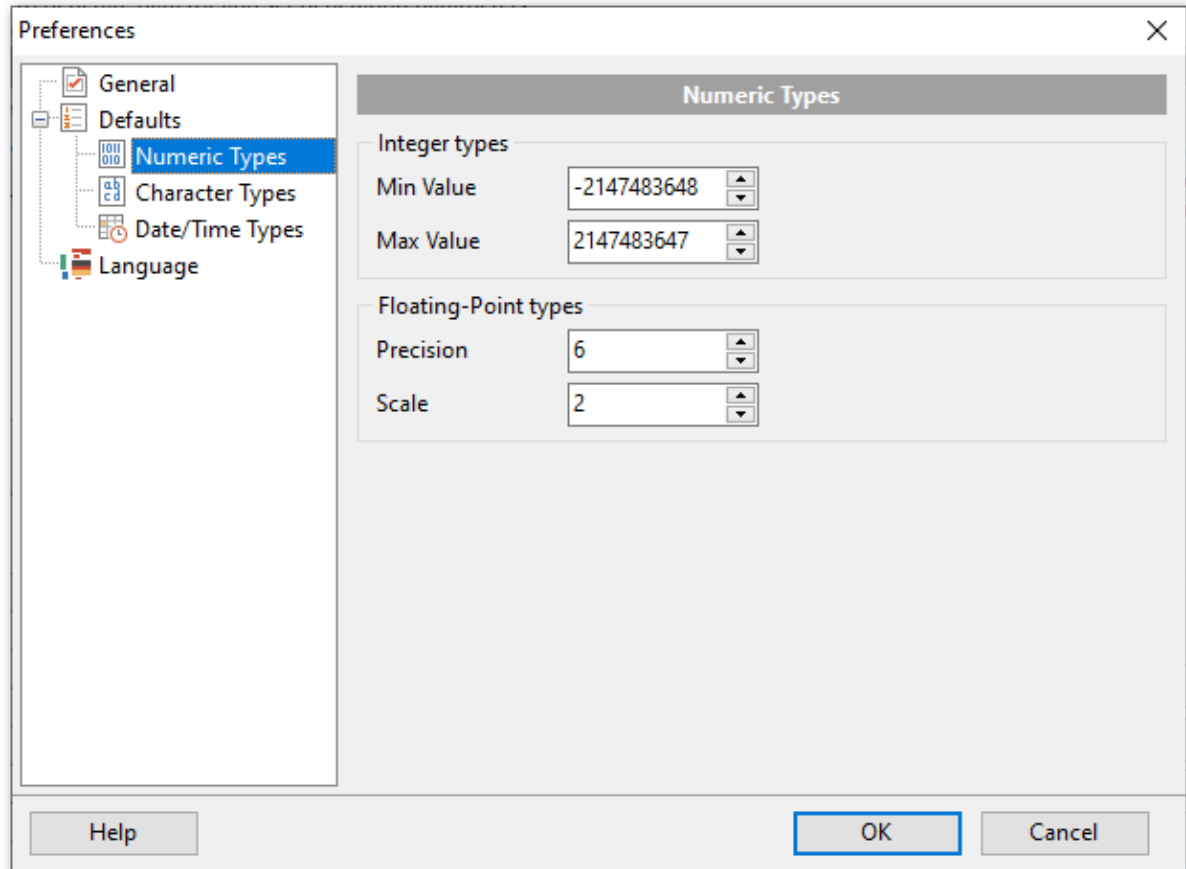 Preferences
General
Defaults
Numeric Types
Character Types
Date/Time Types
Language
Numeric Types
Integer types
Min Value -2147483648
Max Value 2147483647
Floating-Point types
Precision 6
Scale 2
Help OK Cancel